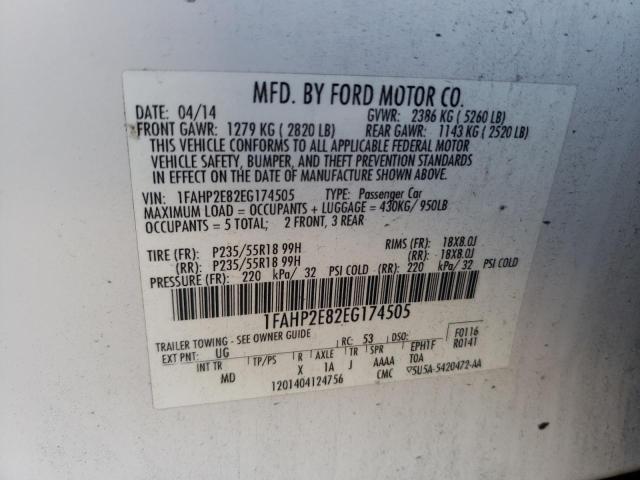 MFD. BY FORD MOTOR CO.
DATE: 04/14 GVWR: 2386 KG ( 5260 LB)
FRONT GAWR: 1279 KG ( 2820 LB) REAR GAWR: 1143 KG ( 2520 LB)
THIS VEHICLE CONFORMS TO ALL APPLICABLE FEDERAL MOTOR
VEHICLE SAFETY, BUMPER, AND THEFT PREVENTION STANDARDS
IN EFFECT ON THE DATE OF MANUFACTURE SHOWN ABOVE.
VIN: 1FAHP2E82EG174505 TYPE: Passenger Car
MAXIMUM LOAD = OCCUPANTS + LUGGAGE = 430KG/ 950LB
OCCUPANTS = 5 TOTAL; 2 FRONT, 3 REAR
TIRE (FR): P235/55R18 99H RIMS (FR): 18X8.0J
(RR): P235/55R18 99H (RR): 18X8.0J
PRESSURE (FR): 220 kPa/ 32 PSI COLD (RR): 220 kPa/ 32 PSI COLD
1FAHP2E82EG174505
TRAILER TOWING - SEE OWNER GUIDE RC: 53 DSO: F0116
EXT PNT: UG R0141
INT TR TP/PS R AXLE TR SPR EPH1F
MD X 1A J AAAA TOA
1201404124756 CMC 5U5A-5420472-AA